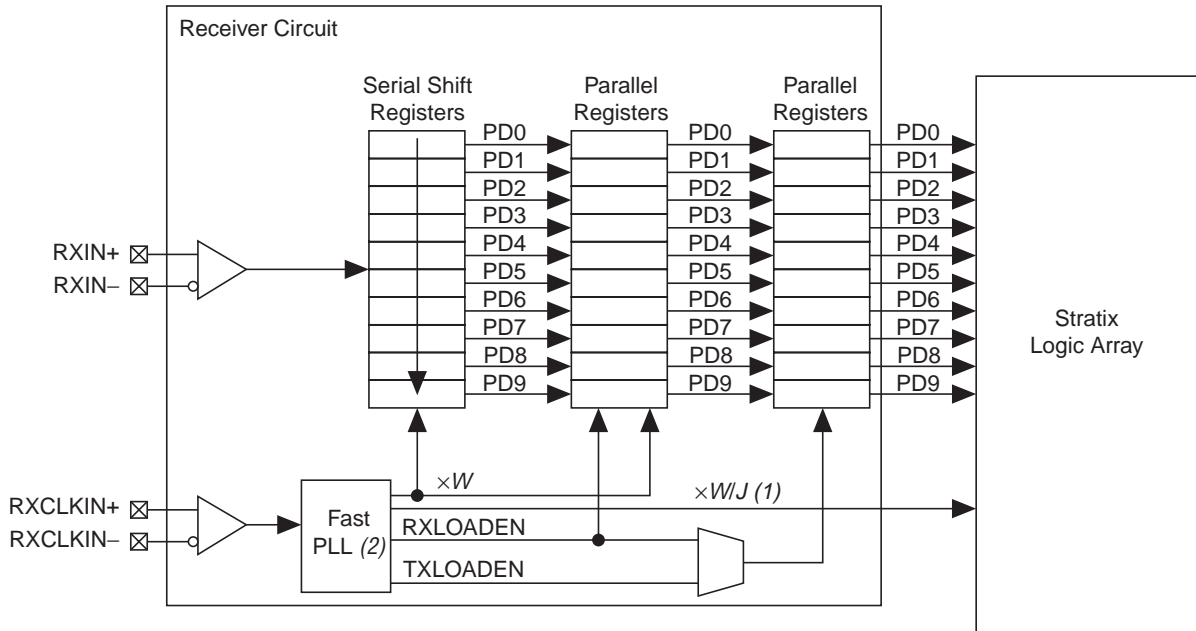 Receiver Circuit
Serial Shift
Registers
Parallel
Registers
Parallel
Registers
PD0 PD0 PD0
PD1 PD1 PD1
PD2 PD2 PD2
PD3 PD3 PD3
PD4 PD4 PD4
PD5 PD5 PD5
PD6 PD6 PD6
PD7 PD7 PD7
PD8 PD8 PD8
PD9 PD9 PD9
RXIN+
RXIN−
Stratix
Logic Array
×W
×W/J (1)
RXCLKIN+
RXCLKIN−
Fast
PLL (2)
RXLOADEN
TXLOADEN